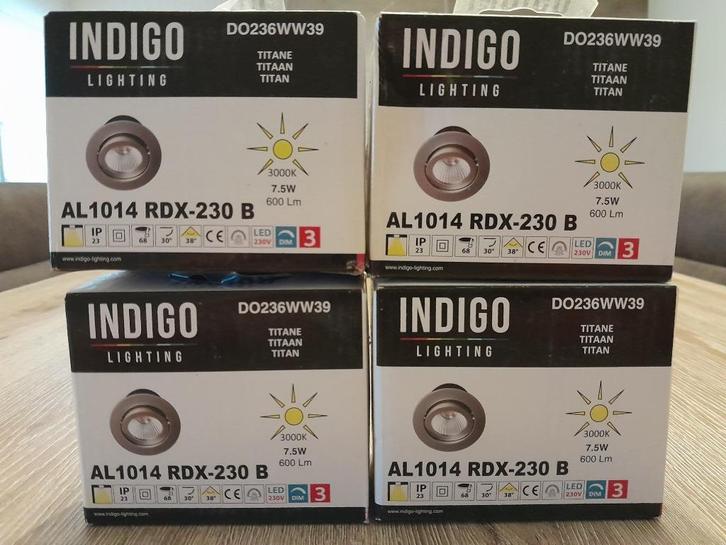 INDIGO
LIGHTING
DO236WW39
TITANE
TITAAN
TITAN
3000K
7.5W
600 Lm
AL1014 RDX-230 B
IP 23 68 30° 38° CE LED 230V DIM 3
www.indigo-lighting.com
INDIGO
LIGHTING
DO236WW39
TITANE
TITAAN
TITAN
3000K
7.5W
600 Lm
AL1014 RDX-230 B
IP 23 68 30° 38° CE LED 230V DIM 3
www.indigo-lighting.com
INDIGO
LIGHTING
DO236WW39
TITANE
TITAAN
TITAN
3000K
7.5W
600 Lm
AL1014 RDX-230 B
IP 23 68 30° 38° CE LED 230V DIM 3
www.indigo-lighting.com
INDIGO
LIGHTING
DO236WW39
TITANE
TITAAN
TITAN
3000K
7.5W
600 Lm
AL1014 RDX-230 B
IP 23 68 30° 38° CE LED 230V DIM 3
www.indigo-lighting.com